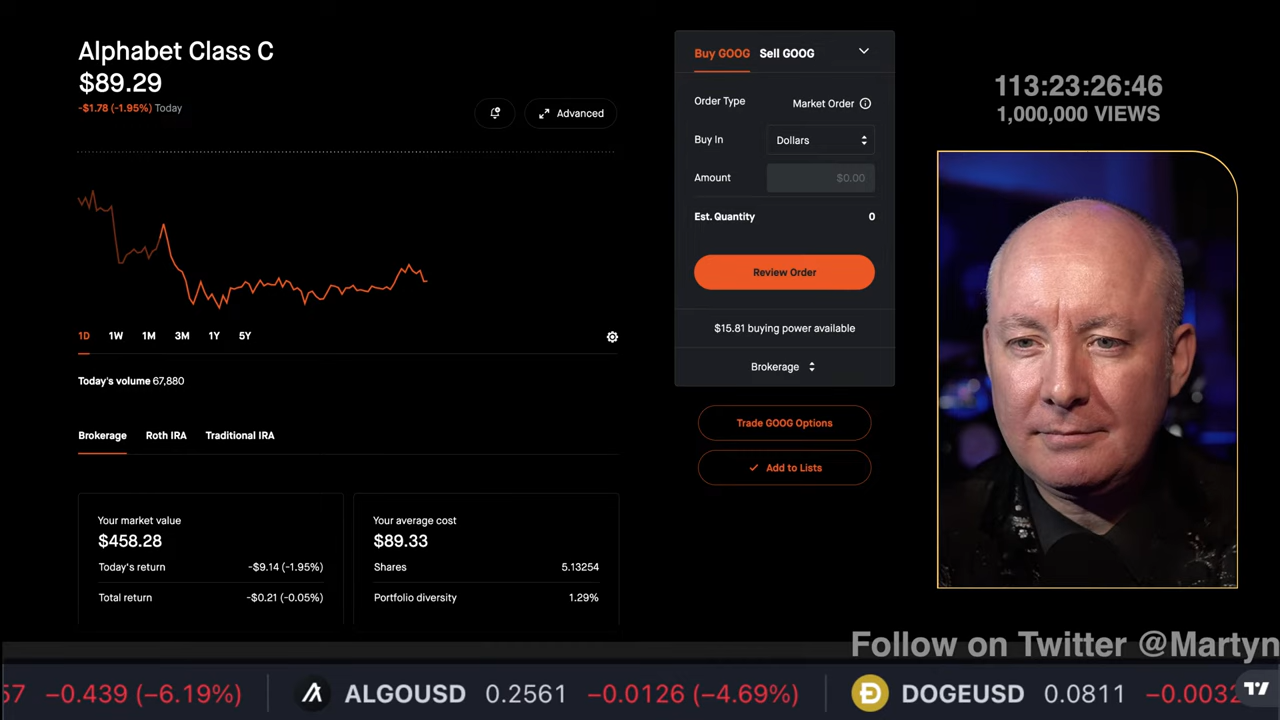 Alphabet Class C
$89.29
-$1.78 (-1.95%) Today
Advanced
1D 1W 1M 3M 1Y 5Y
Today's volume 67,880
Brokerage Roth IRA Traditional IRA
Your market value
$458.28
Today's return -$9.14 (-1.95%)
Total return -$0.21 (-0.05%)
Your average cost
$89.33
Shares 5.13254
Portfolio diversity 1.29%
Buy GOOG Sell GOOG
Order Type Market Order
Buy In Dollars
Amount $0.00
Est. Quantity 0
Review Order
$15.81 buying power available
Brokerage
Trade GOOG Options
Add to Lists
113:23:26:46
1,000,000 VIEWS
Follow on Twitter @Martyn
57 −0.439 (−6.19%) ALGOUSD 0.2561 −0.0126 (−4.69%) DOGEUSD 0.0811 −0.0032